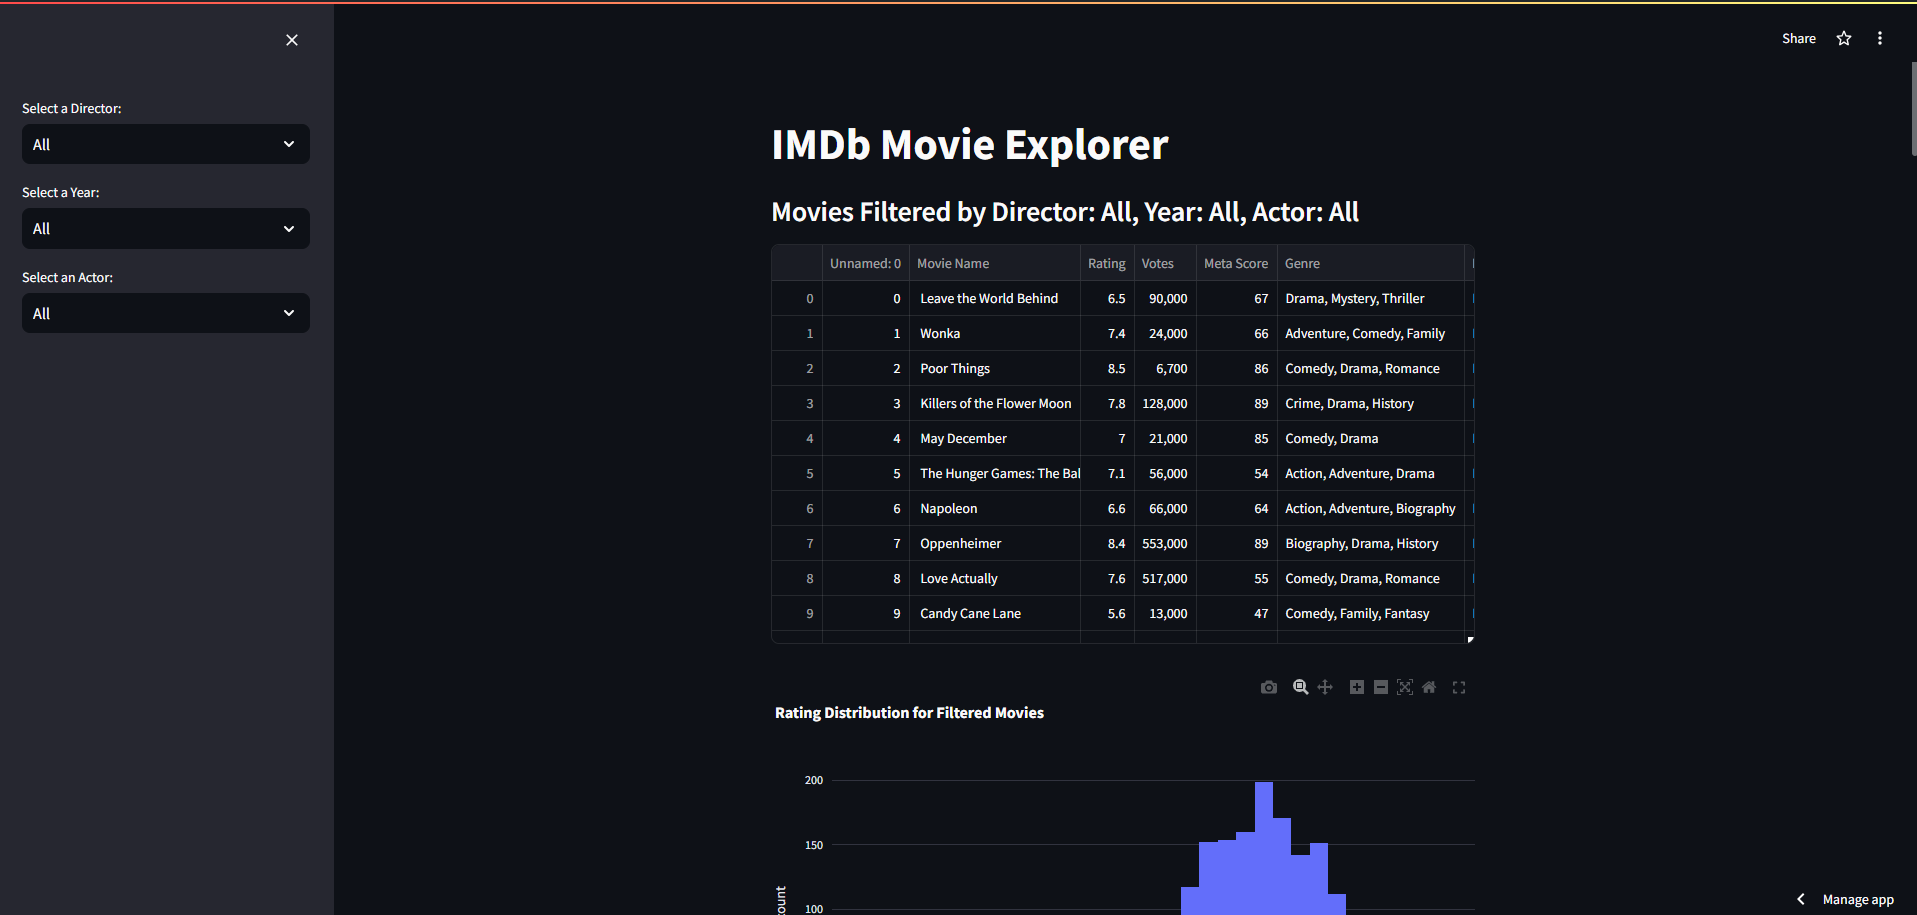 Share
Select a Director:
All
Select a Year:
All
Select an Actor:
All
IMDb Movie Explorer
Movies Filtered by Director: All, Year: All, Actor: All
Unnamed: 0 Movie Name Rating Votes Meta Score Genre
0 0 Leave the World Behind 6.5 90,000 67 Drama, Mystery, Thriller
1 1 Wonka 7.4 24,000 66 Adventure, Comedy, Family
2 2 Poor Things 8.5 6,700 86 Comedy, Drama, Romance
3 3 Killers of the Flower Moon 7.8 128,000 89 Crime, Drama, History
4 4 May December 7 21,000 85 Comedy, Drama
5 5 The Hunger Games: The Bal 7.1 56,000 54 Action, Adventure, Drama
6 6 Napoleon 6.6 66,000 64 Action, Adventure, Biography
7 7 Oppenheimer 8.4 553,000 89 Biography, Drama, History
8 8 Love Actually 7.6 517,000 55 Comedy, Drama, Romance
9 9 Candy Cane Lane 5.6 13,000 47 Comedy, Family, Fantasy
Rating Distribution for Filtered Movies
200
150
100
Manage app